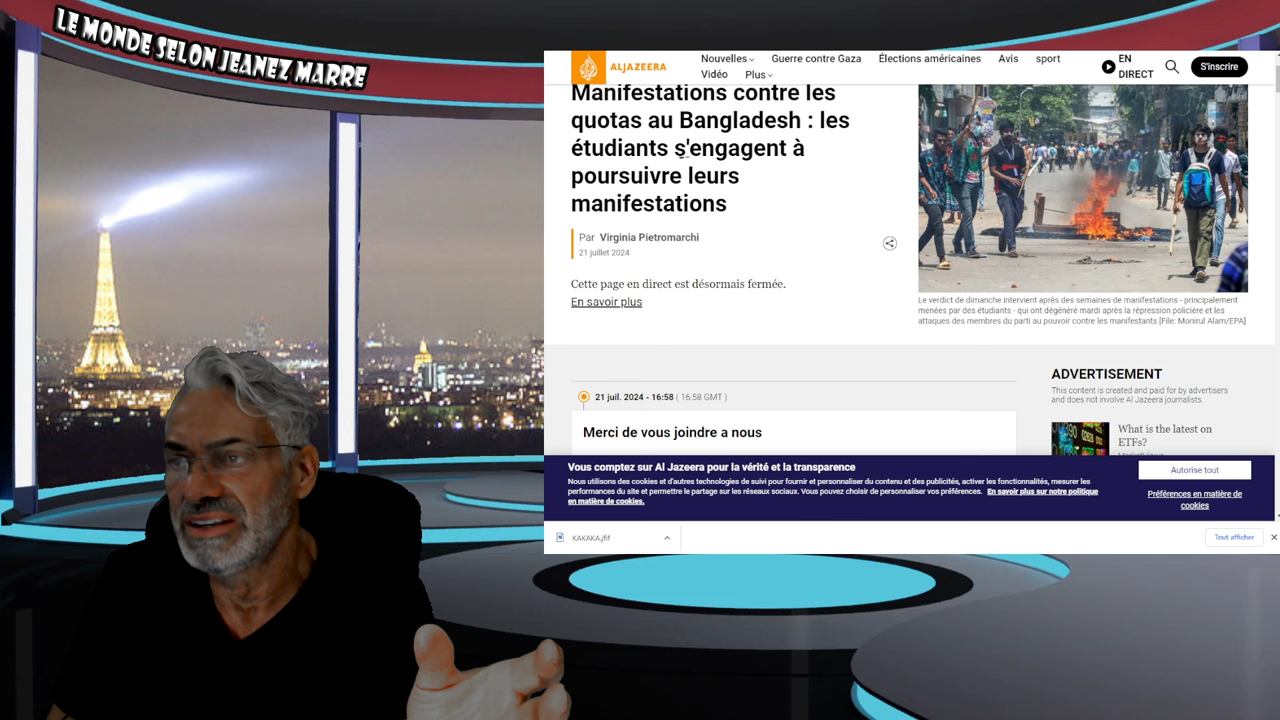 LE MONDE SELON JEANEZ MARRE
ALJAZEERA
Nouvelles
Guerre contre Gaza
Élections américaines
Avis
sport
Vidéo
Plus
EN
DIRECT
S'inscrire
Manifestations contre les
quotas au Bangladesh : les
étudiants s'engagent à
poursuivre leurs
manifestations
Par Virginia Pietromarchi
21 juillet 2024
Cette page en direct est désormais fermée.
En savoir plus
Le verdict de dimanche intervient après des semaines de manifestations - principalement
menées par des étudiants - qui ont dégénéré mardi après la répression policière et les
attaques des membres du parti au pouvoir contre les manifestants [File: Monirul Alam/EPA]
21 juil. 2024 - 16:58 ( 16:58 GMT )
Merci de vous joindre a nous
ADVERTISEMENT
This content is created and paid for by advertisers
and does not involve Al Jazeera journalists.
What is the latest on
ETFs?
Vous comptez sur Al Jazeera pour la vérité et la transparence
Nous utilisons des cookies et d'autres technologies de suivi pour fournir et personnaliser du contenu et des publicités, activer les fonctionnalités, mesurer les
performances du site et permettre le partage sur les réseaux sociaux. Vous pouvez choisir de personnaliser vos préférences. En savoir plus sur notre politique
en matière de cookies.
Autorise tout
Préférences en matière de
cookies
KAKAKA.jfif
Tout afficher